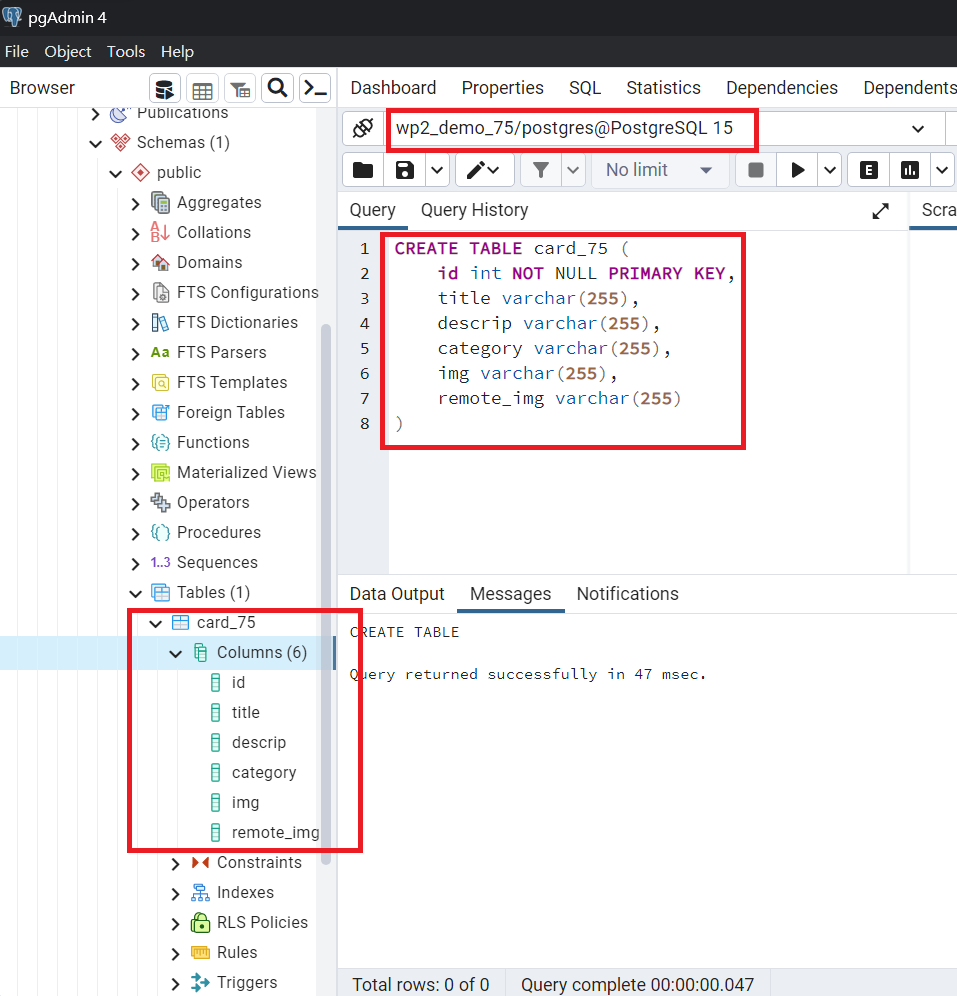 pgAdmin 4
File Object Tools Help
Browser
Publications
Schemas (1)
public
Aggregates
Collations
Domains
FTS Configurations
FTS Dictionaries
Aa FTS Parsers
FTS Templates
Foreign Tables
Functions
Materialized Views
Operators
Procedures
1..3 Sequences
Tables (1)
card_75
Columns (6)
id
title
descrip
category
img
remote_img
Constraints
Indexes
RLS Policies
Rules
Triggers
Dashboard Properties SQL Statistics Dependencies Dependents
wp2_demo_75/postgres@PostgreSQL 15
No limit E
Query Query History Scra
1 CREATE TABLE card_75 (
2 id int NOT NULL PRIMARY KEY,
3 title varchar(255),
4 descrip varchar(255),
5 category varchar(255),
6 img varchar(255),
7 remote_img varchar(255)
8 )
Data Output Messages Notifications
CREATE TABLE
Query returned successfully in 47 msec.
Total rows: 0 of 0 Query complete 00:00:00.047